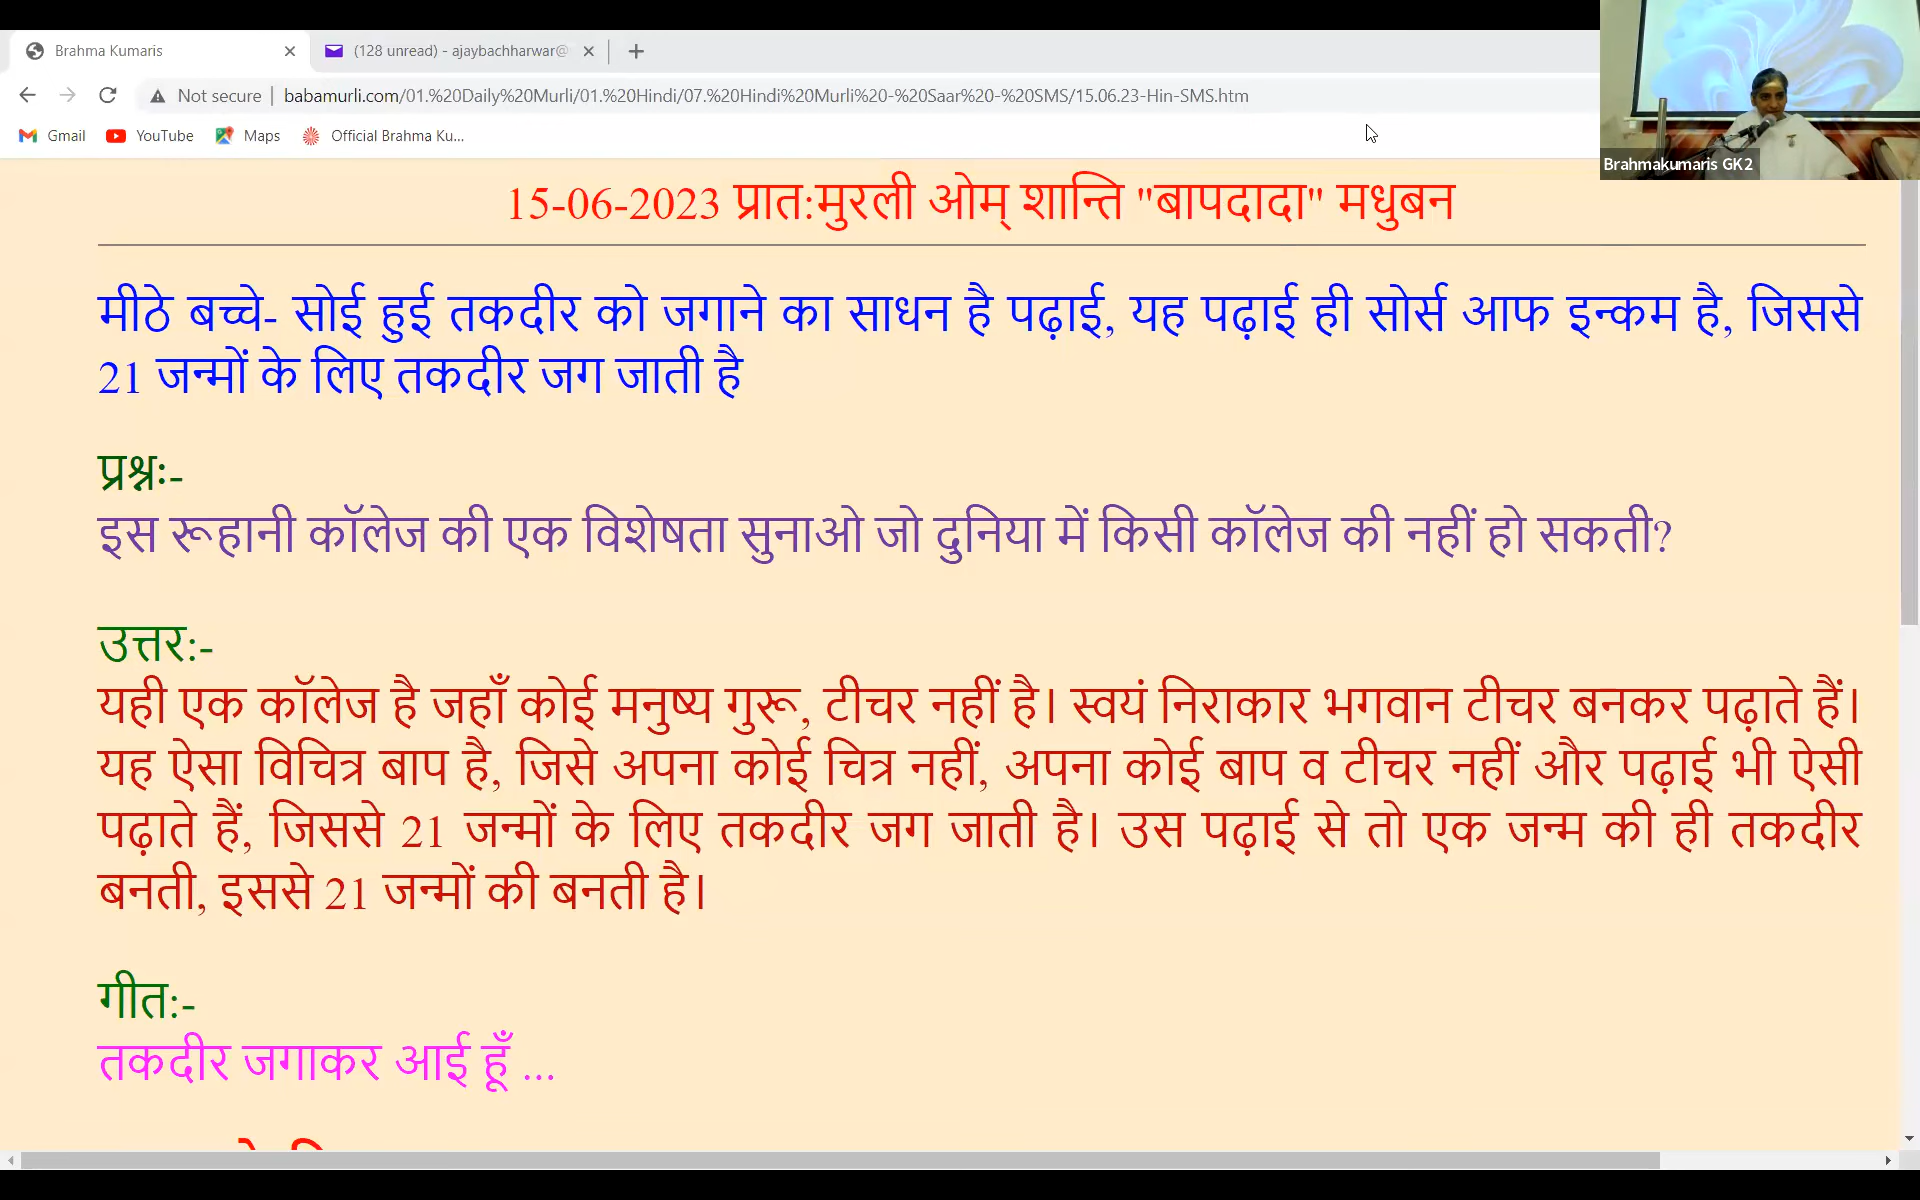 Brahma Kumaris
(128 unread) - ajaybachharwar@
Not secure | babamurli.com/01.%20Daily%20Murli/01.%20Hindi/07.%20Hindi%20Murli%20-%20Saar%20-%20SMS/15.06.23-Hin-SMS.htm
Gmail YouTube Maps Official Brahma Ku...
Brahmakumaris GK2
15-06-2023 प्रात:मुरली ओम् शान्ति "बापदादा" मधुबन
मीठे बच्चे- सोई हुई तकदीर को जगाने का साधन है पढ़ाई, यह पढ़ाई ही सोर्स आफ इन्कम है, जिससे
21 जन्मों के लिए तकदीर जग जाती है
प्रश्नः-
इस रूहानी कॉलेज की एक विशेषता सुनाओ जो दुनिया में किसी कॉलेज की नहीं हो सकती?
उत्तर:-
यही एक कॉलेज है जहाँ कोई मनुष्य गुरू, टीचर नहीं है। स्वयं निराकार भगवान टीचर बनकर पढ़ाते हैं।
यह ऐसा विचित्र बाप है, जिसे अपना कोई चित्र नहीं, अपना कोई बाप व टीचर नहीं और पढ़ाई भी ऐसी
पढ़ाते हैं, जिससे 21 जन्मों के लिए तकदीर जग जाती है। उस पढ़ाई से तो एक जन्म की ही तकदीर
बनती, इससे 21 जन्मों की बनती है।
गीत:-
तकदीर जगाकर आई हूँ ...